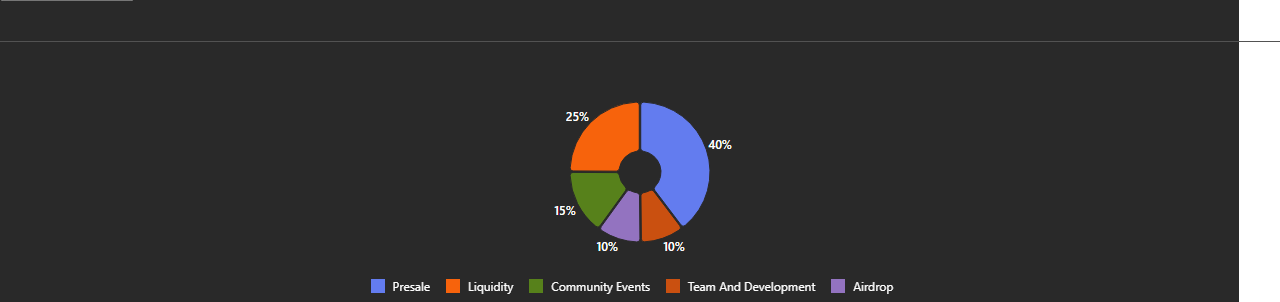 25%
40%
15%
10%
10%
Presale
Liquidity
Community Events
Team And Development
Airdrop